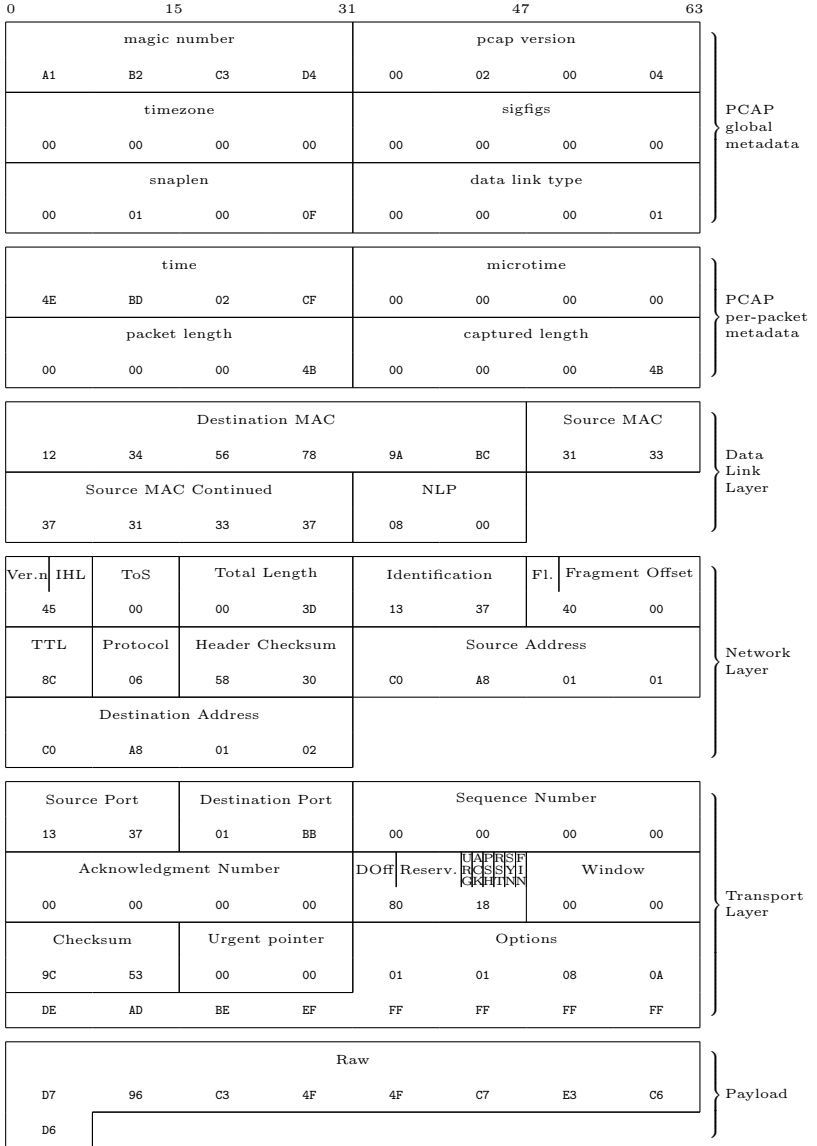 0 15 31 47 63
magic number pcap version
A1 B2 C3 D4 00 02 00 04
timezone sigfigs
00 00 00 00 00 00 00 00
snaplen data link type
00 01 00 0F 00 00 00 01
PCAP
global
metadata
time microtime
4E BD 02 CF 00 00 00 00
packet length captured length
00 00 00 4B 00 00 00 4B
PCAP
per-packet
metadata
Destination MAC Source MAC
12 34 56 78 9A BC 31 33
Source MAC Continued NLP
37 31 33 37 08 00
Data
Link
Layer
Ver.n IHL ToS Total Length Identification Fl. Fragment Offset
45 00 00 3D 13 37 40 00
TTL Protocol Header Checksum Source Address
8C 06 58 30 C0 A8 01 01
Destination Address
C0 A8 01 02
Network
Layer
Source Port Destination Port Sequence Number
13 37 01 BB 00 00 00 00
Acknowledgment Number DOff Reserv. URG ACK PSH RST SYN FIN Window
00 00 00 00 80 18 00 00
Checksum Urgent pointer Options
9C 53 00 00 01 01 08 0A
DE AD BE EF FF FF FF FF
Transport
Layer
Raw
D7 96 C3 4F 4F C7 E3 C6
D6
Payload